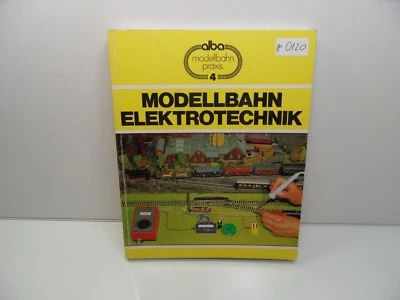 alba
modellbahn
praxis
4
# 0120
MODELLBAHN
ELEKTROTECHNIK